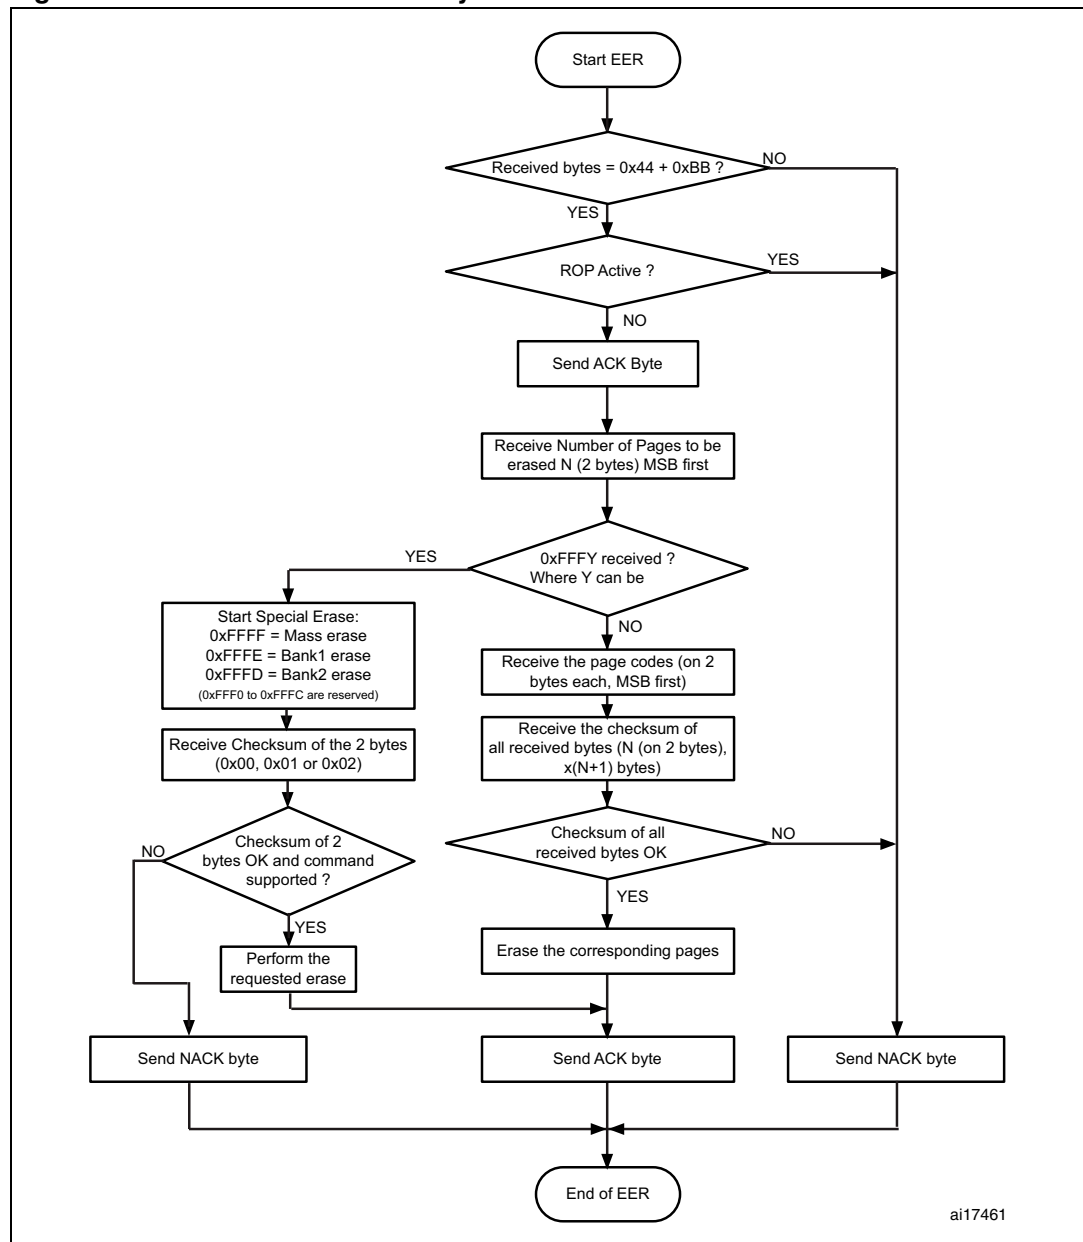 Start EER
Received bytes = 0x44 + 0xBB ?
NO
YES
ROP Active ?
YES
NO
Send ACK Byte
Receive Number of Pages to be
erased N (2 bytes) MSB first
YES
0xFFFY received ?
Where Y can be
NO
Start Special Erase:
0xFFFF = Mass erase
0xFFFE = Bank1 erase
0xFFFD = Bank2 erase
(0xFFF0 to 0xFFFC are reserved)
Receive the page codes (on 2
bytes each, MSB first)
Receive Checksum of the 2 bytes
(0x00, 0x01 or 0x02)
Receive the checksum of
all received bytes (N (on 2 bytes),
x(N+1) bytes)
NO
Checksum of 2
bytes OK and command
supported ?
Checksum of all
received bytes OK
NO
YES
YES
Perform the
requested erase
Erase the corresponding pages
Send NACK byte
Send ACK byte
Send NACK byte
End of EER
ai17461